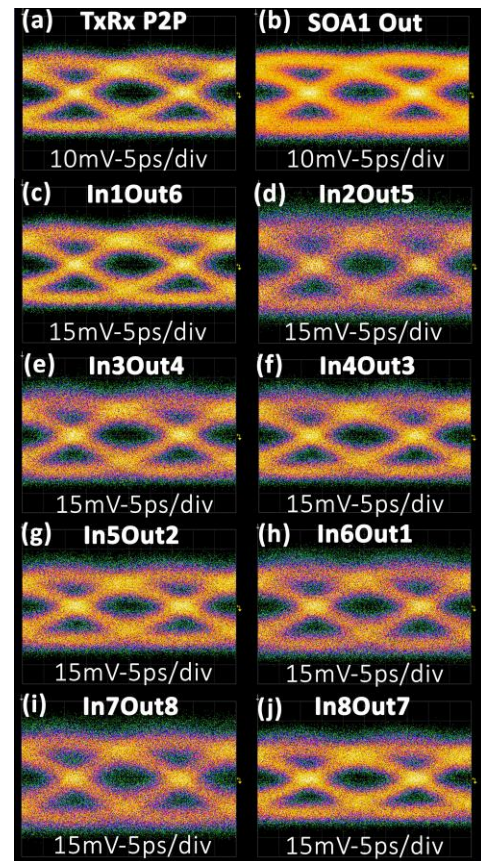 (a) TxRx P2P
10mV-5ps/div
(b) SOA1 Out
10mV-5ps/div
(c) In1Out6
15mV-5ps/div
(d) In2Out5
15mV-5ps/div
(e) In3Out4
15mV-5ps/div
(f) In4Out3
15mV-5ps/div
(g) In5Out2
15mV-5ps/div
(h) In6Out1
15mV-5ps/div
(i) In7Out8
15mV-5ps/div
(j) In8Out7
15mV-5ps/div